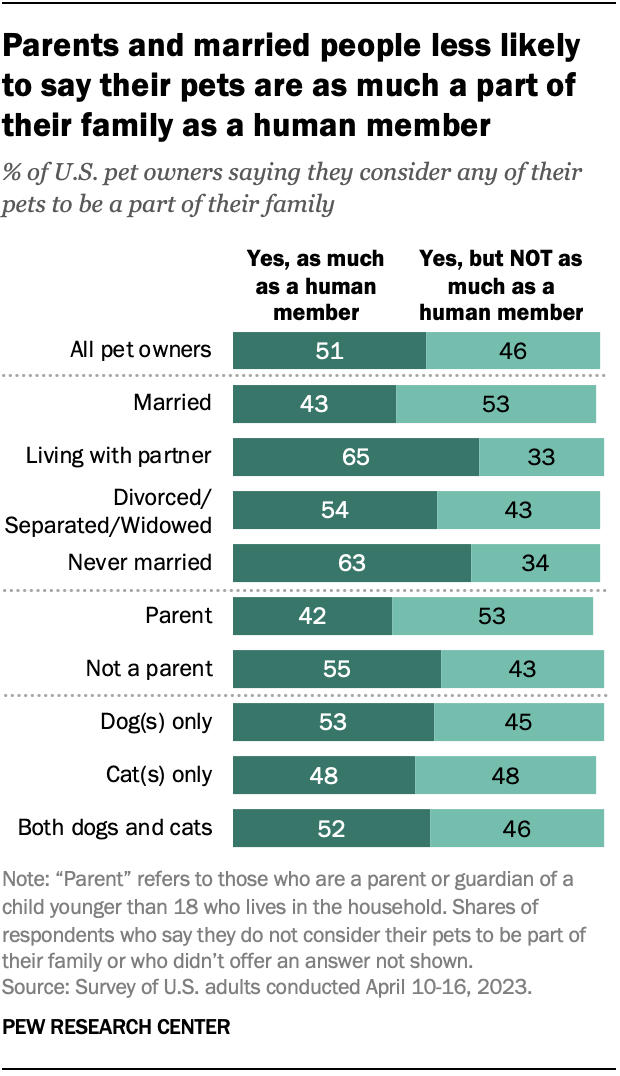 Parents and married people less likely
to say their pets are as much a part of
their family as a human member
% of U.S. pet owners saying they consider any of their
pets to be a part of their family
Yes, as much
as a human
member
Yes, but NOT as
much as a
human member
All pet owners 51 46
Married 43 53
Living with partner 65 33
Divorced/
Separated/Widowed 54 43
Never married 63 34
Parent 42 53
Not a parent 55 43
Dog(s) only 53 45
Cat(s) only 48 48
Both dogs and cats 52 46
Note: “Parent” refers to those who are a parent or guardian of a
child younger than 18 who lives in the household. Shares of
respondents who say they do not consider their pets to be part of
their family or who didn’t offer an answer not shown.
Source: Survey of U.S. adults conducted April 10-16, 2023.
PEW RESEARCH CENTER